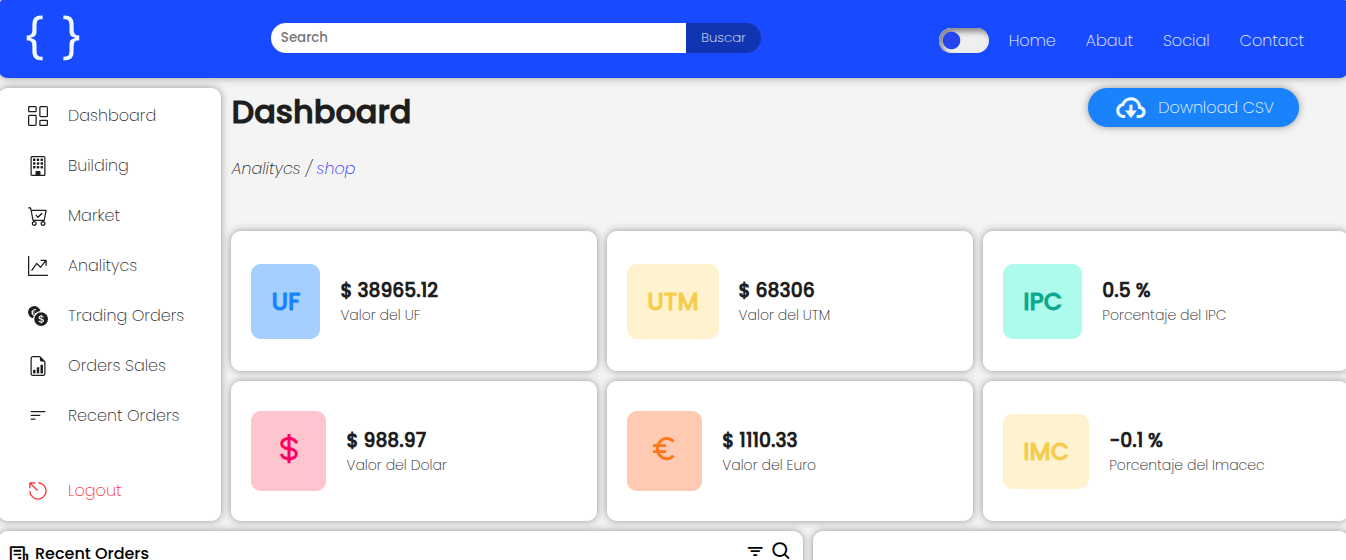 { }
Search
Buscar
Home
Abaut
Social
Contact
Dashboard
Building
Market
Analitycs
Trading Orders
Orders Sales
Recent Orders
Logout
Dashboard
Download CSV
Analitycs / shop
UF
$ 38965.12
Valor del UF
UTM
$ 68306
Valor del UTM
IPC
0.5 %
Porcentaje del IPC
$
$ 988.97
Valor del Dolar
€
$ 1110.33
Valor del Euro
IMC
-0.1 %
Porcentaje del Imacec
Recent Orders